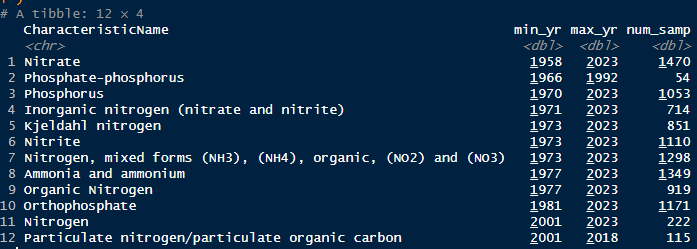 # A tibble: 12 × 4
CharacteristicName min_yr max_yr num_samp
<chr> <dbl> <dbl> <dbl>
1 Nitrate 1958 2023 1470
2 Phosphate-phosphorus 1966 1992 54
3 Phosphorus 1970 2023 1053
4 Inorganic nitrogen (nitrate and nitrite) 1971 2023 714
5 Kjeldahl nitrogen 1973 2023 851
6 Nitrite 1973 2023 1110
7 Nitrogen, mixed forms (NH3), (NH4), organic, (NO2) and (NO3) 1973 2023 1298
8 Ammonia and ammonium 1977 2023 1349
9 Organic Nitrogen 1977 2023 919
10 Orthophosphate 1981 2023 1171
11 Nitrogen 2001 2023 222
12 Particulate nitrogen/particulate organic carbon 2001 2018 115